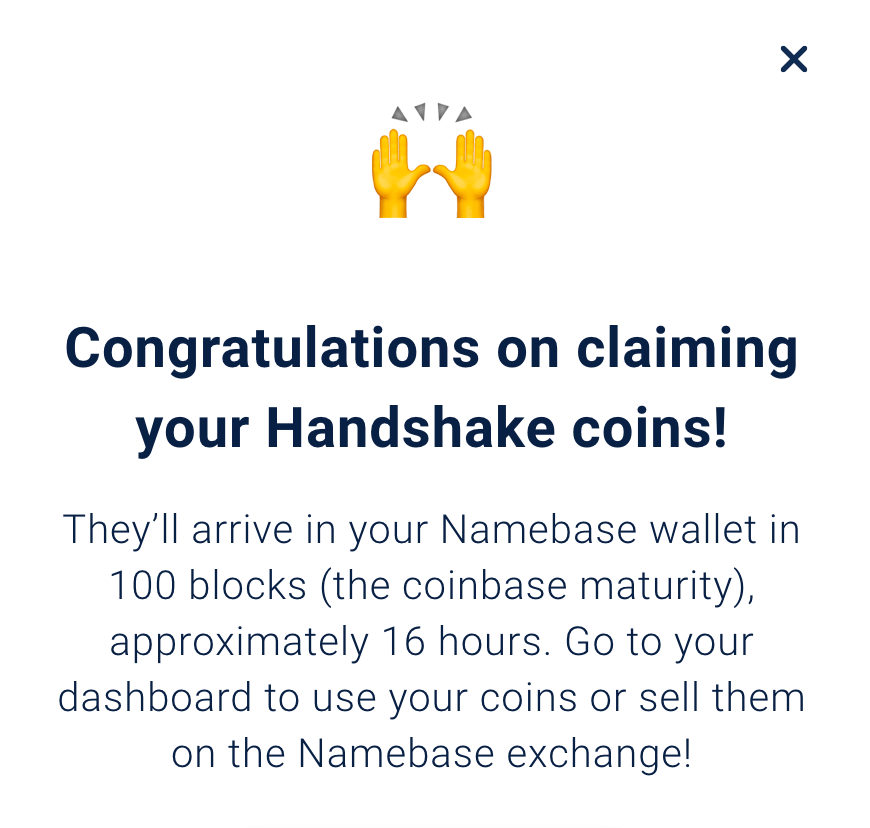 Congratulations on claiming
your Handshake coins!
They’ll arrive in your Namebase wallet in
100 blocks (the coinbase maturity),
approximately 16 hours. Go to your
dashboard to use your coins or sell them
on the Namebase exchange!